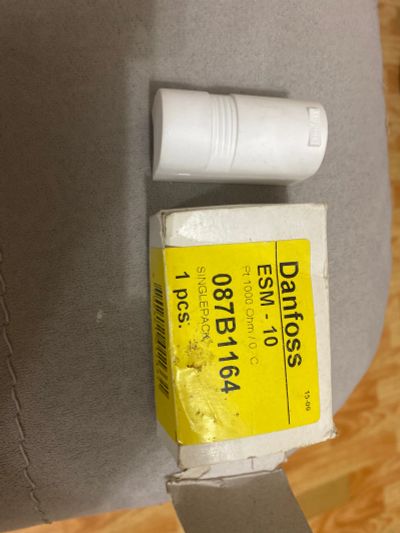 Danfoss
ESM - 10
Pt 1000 Ohm / 0 °C
087B1164
SINGLEPACK
1 pcs.